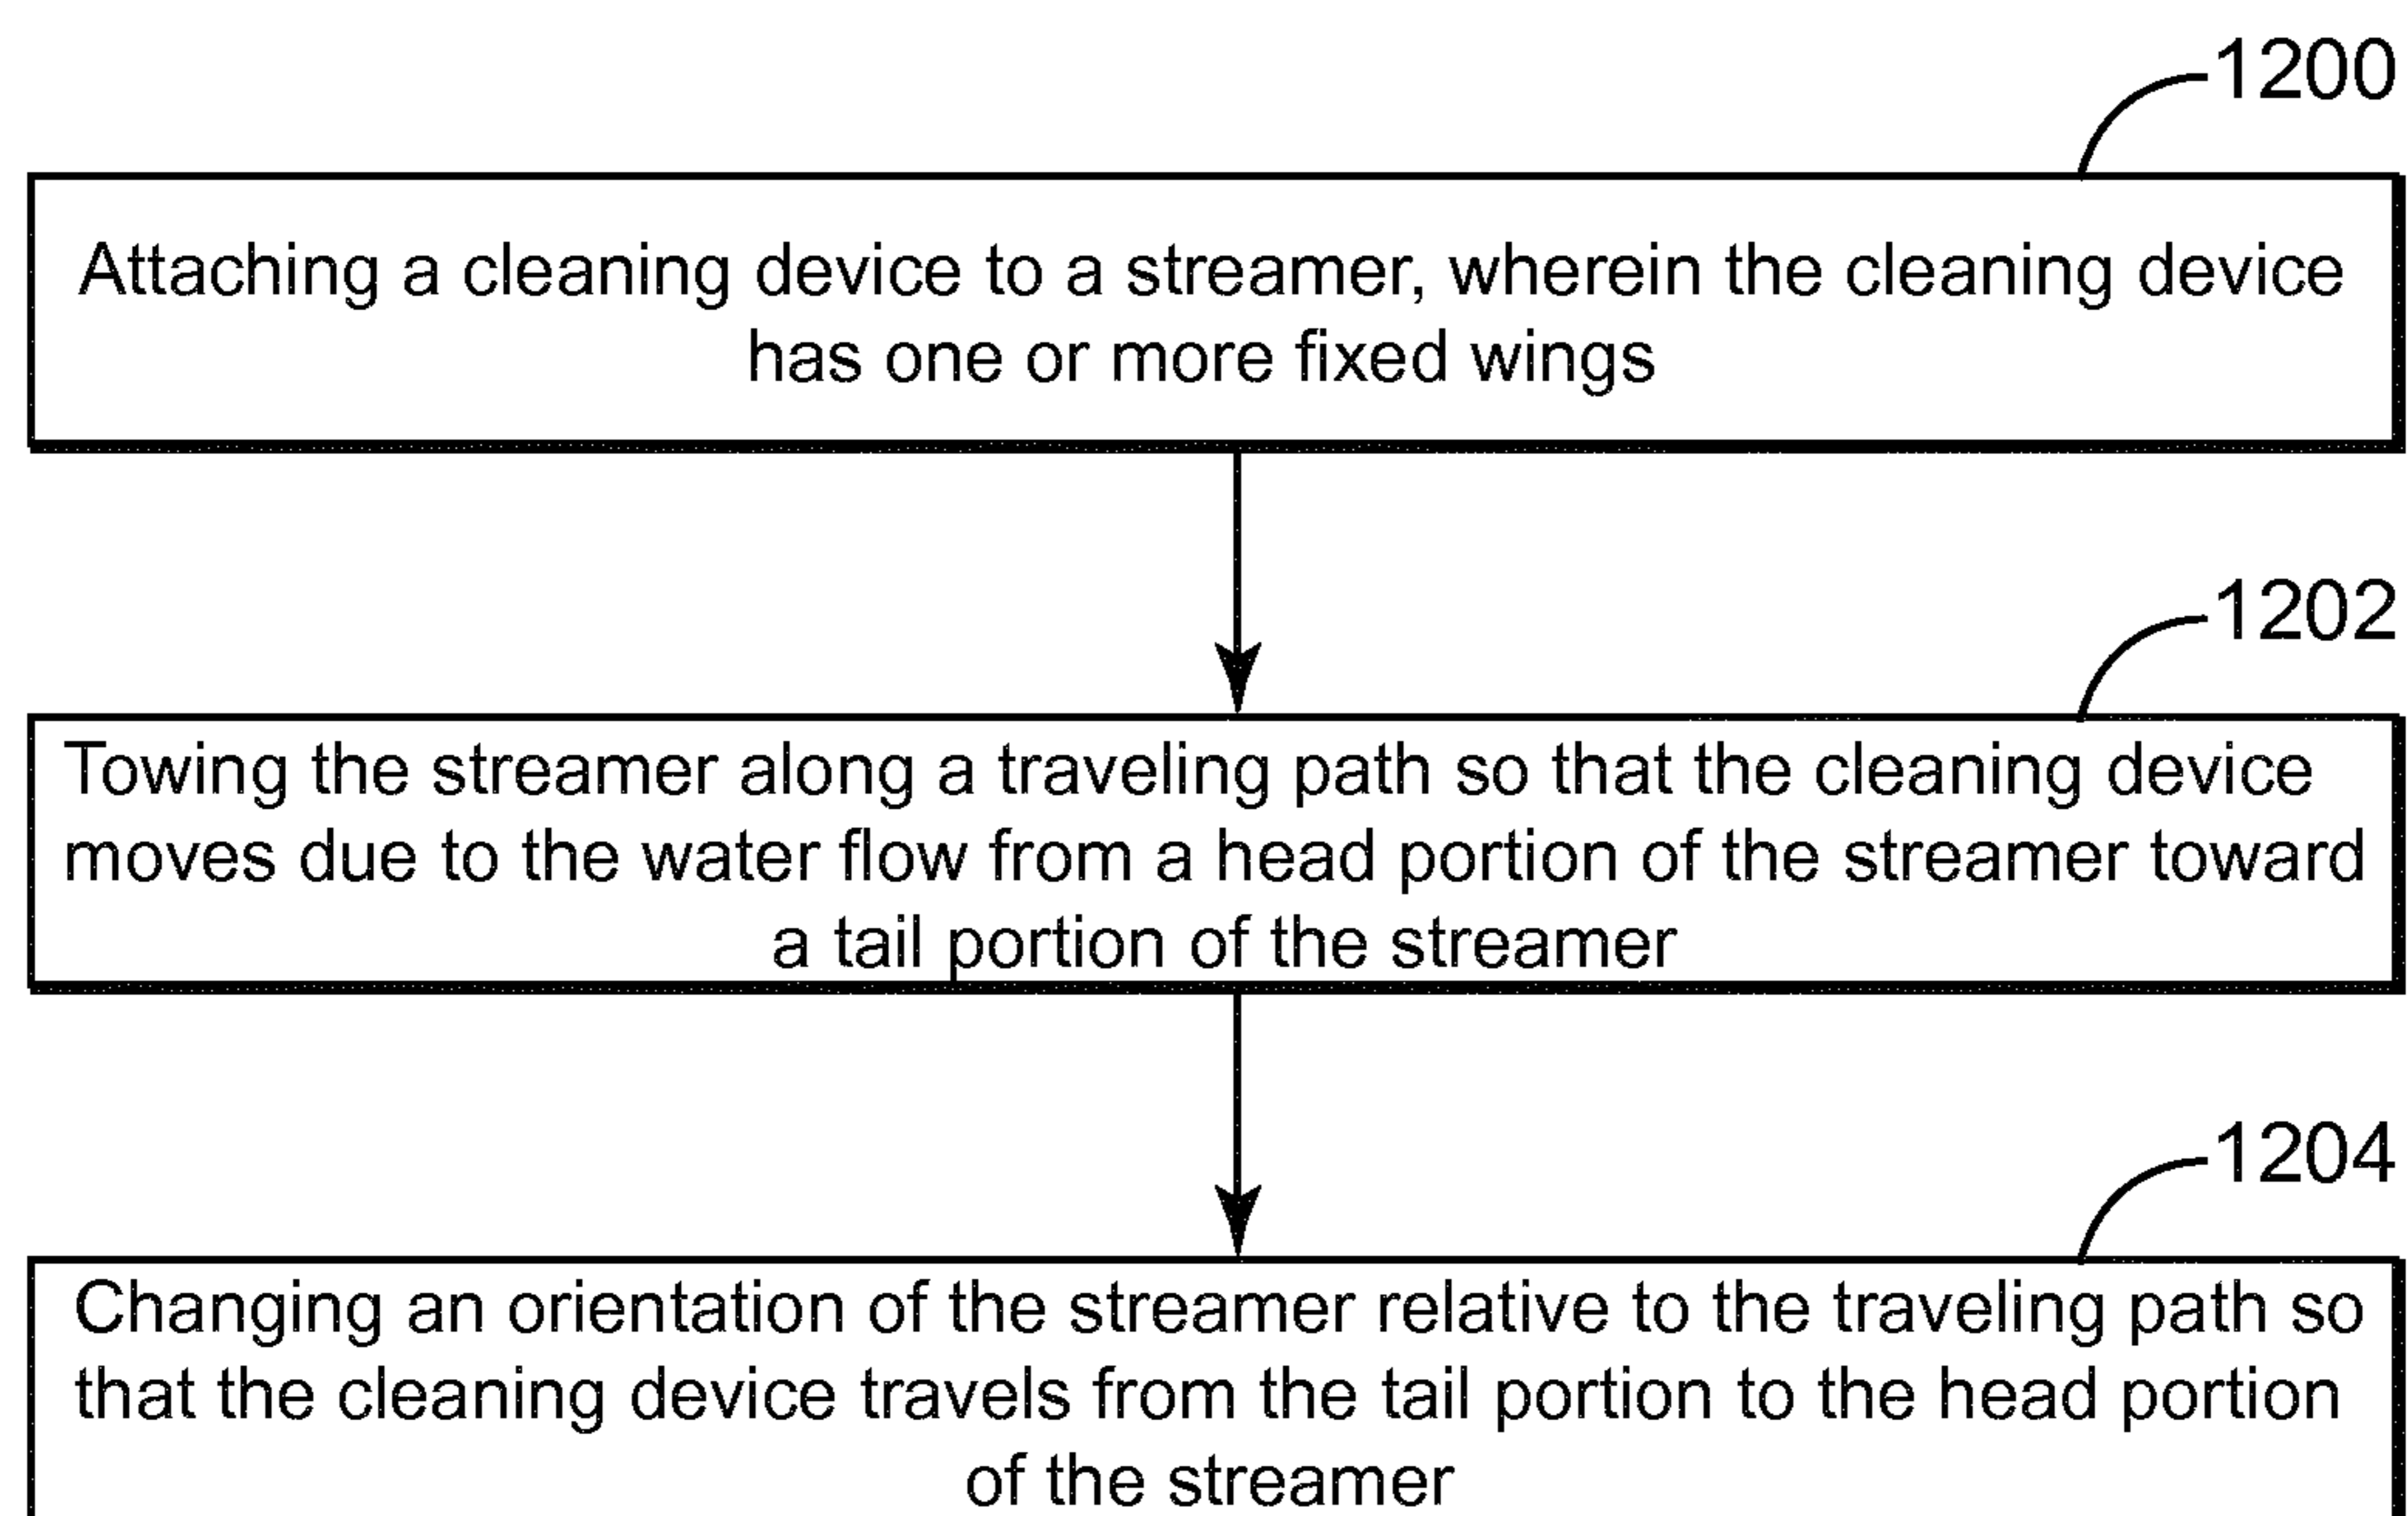 1200
Attaching a cleaning device to a streamer, wherein the cleaning device
has one or more fixed wings
1202
Towing the streamer along a traveling path so that the cleaning device
moves due to the water flow from a head portion of the streamer toward
a tail portion of the streamer
1204
Changing an orientation of the streamer relative to the traveling path so
that the cleaning device travels from the tail portion to the head portion
of the streamer